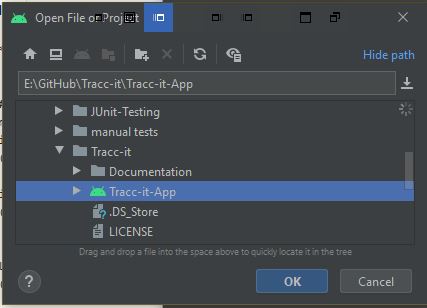 Open File or Project
Hide path
E:\GitHub\Tracc-it\Tracc-it-App
JUnit-Testing
manual tests
Tracc-it
Documentation
Tracc-it-App
.DS_Store
LICENSE
Drag and drop a file into the space above to quickly locate it in the tree
?
OK
Cancel